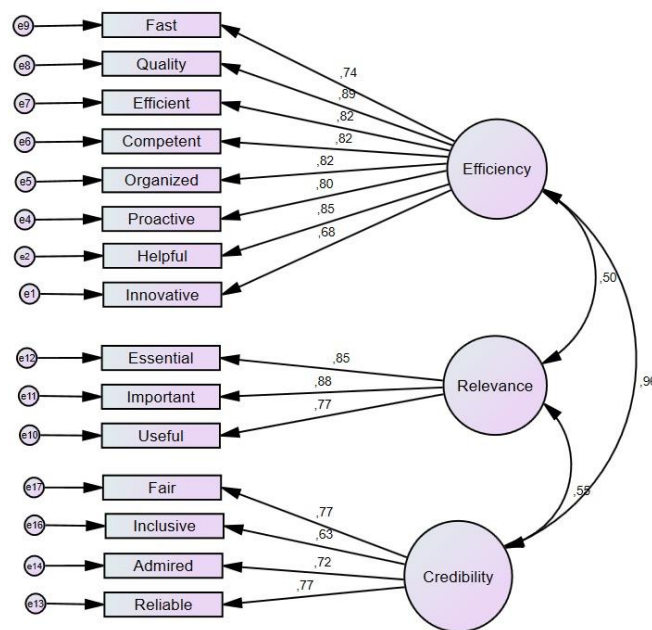 e9 Fast
,74
e8 Quality
,89
e7 Efficient
,82
e6 Competent
,82
e5 Organized
,82
Efficiency
e4 Proactive
,80
e2 Helpful
,85
e1 Innovative
,68
,50
e12 Essential
,85
e11 Important
,88
Relevance
,96
e10 Useful
,77
e17 Fair
,77
,55
e16 Inclusive
,63
e14 Admired
,72
Credibility
e13 Reliable
,77